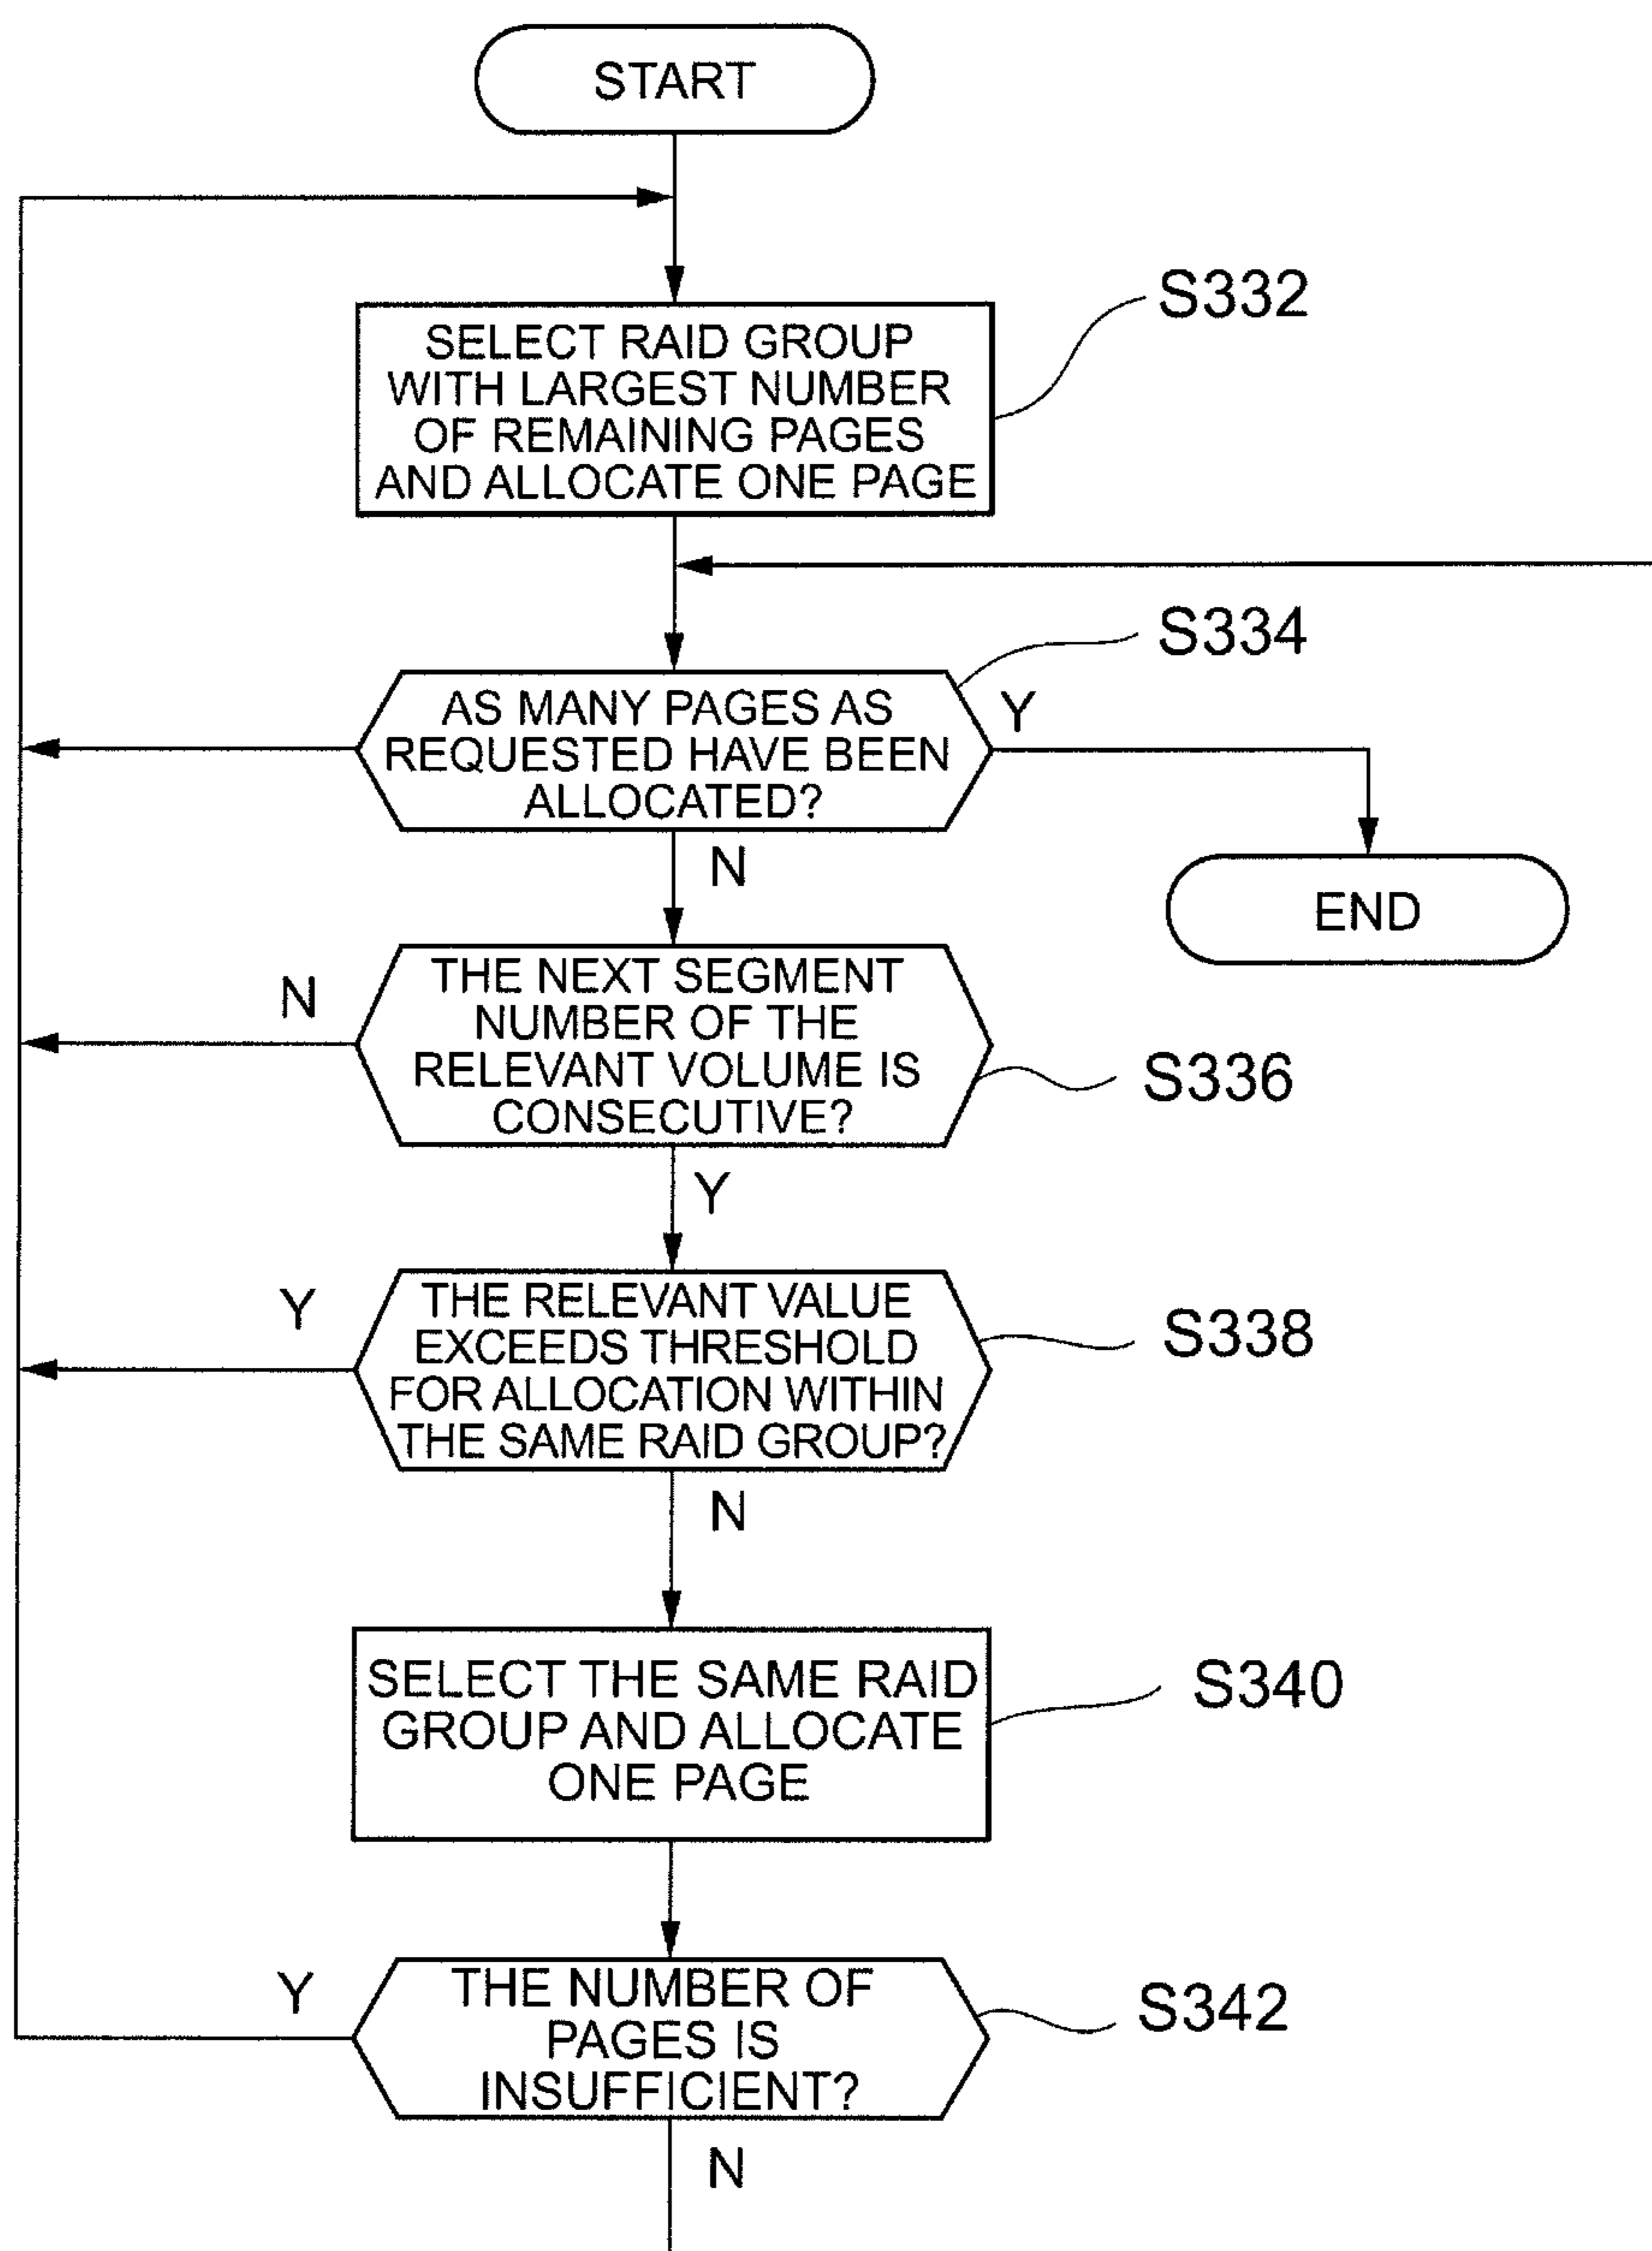 START
S332
SELECT RAID GROUP
WITH LARGEST NUMBER
OF REMAINING PAGES
AND ALLOCATE ONE PAGE
S334
AS MANY PAGES AS
REQUESTED HAVE BEEN
ALLOCATED?
Y
N
END
THE NEXT SEGMENT
NUMBER OF THE
RELEVANT VOLUME IS
CONSECUTIVE?
N
S336
Y
THE RELEVANT VALUE
EXCEEDS THRESHOLD
FOR ALLOCATION WITHIN
THE SAME RAID GROUP?
Y
S338
N
SELECT THE SAME RAID
GROUP AND ALLOCATE
ONE PAGE
S340
THE NUMBER OF
PAGES IS
INSUFFICIENT?
Y
S342
N